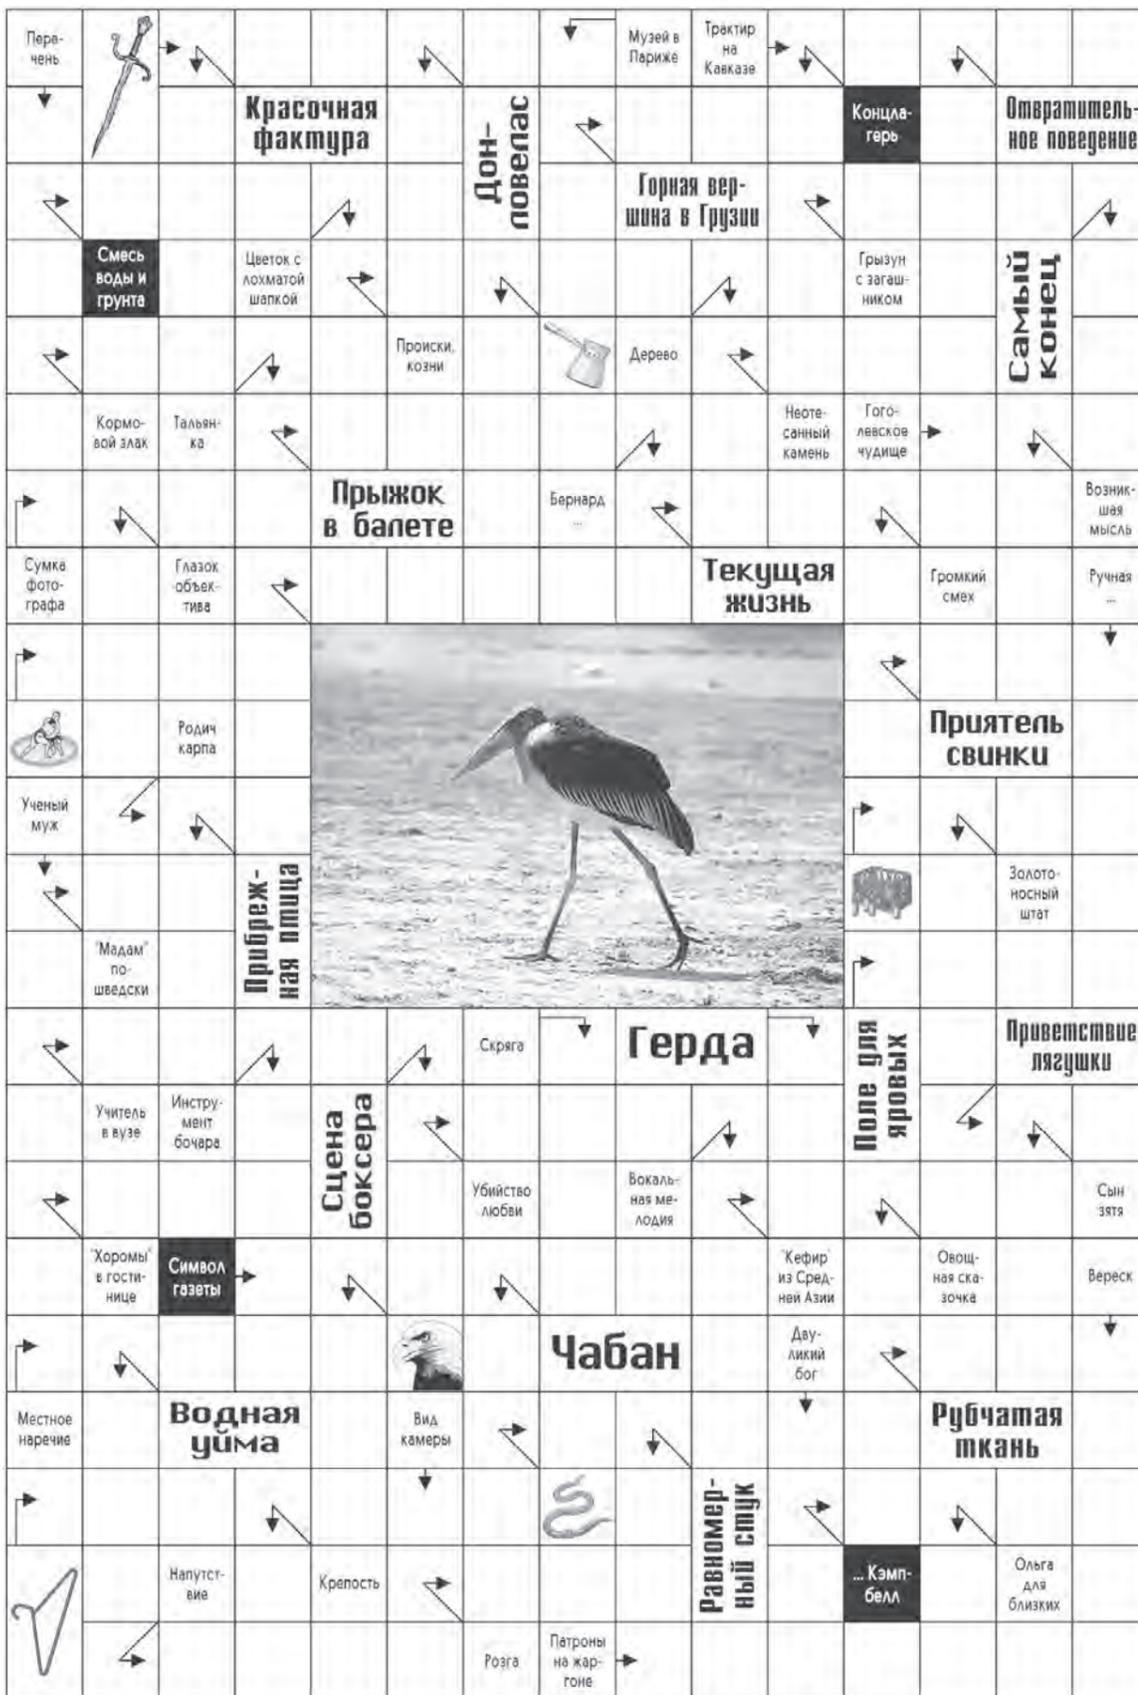 Пере-
чень
Музей в
Париже
Трактир
на
Кавказе
Красочная
фактура
Дон-
ловелас
Концла-
герь
Отвратитель-
ное поведение
Горная вер-
шина в Грузии
Смесь
воды и
грунта
Цветок с
лохматой
шапкой
Грызун
с загаш-
ником
Самый
конец
Происки,
козни
Дерево
Кормо-
вой злак
Тальян-
ка
Неоте-
санный
камень
Гого-
левское
чудище
Прыжок
в балете
Бернард
...
Возник-
шая
мысль
Сумка
фото-
графа
Глазок
объек-
тива
Текущая
жизнь
Громкий
смех
Ручная
...
Родич
карпа
Приятель
свинки
Ученый
муж
Прибреж-
ная птица
Золото-
носный
штат
"Мадам"
по-
шведски
Скряга
Герда
Поле для
яровых
Приветствие
лягушки
Учитель
в вузе
Инстру-
мент
бочара
Сцена
боксера
Убийство
любви
Вокаль-
ная ме-
лодия
Сын
зятя
"Хоромы"
в гости-
нице
Символ
газеты
"Кефир"
из Сред-
ней Азии
Овощ-
ная ска-
зочка
Вереск
Чабан
Дву-
ликий
бог
Местное
наречие
Водная
уйма
Вид
камеры
Рубчатая
ткань
Равномер-
ный стук
Напутст-
вие
Крепость
... Кэмп-
белл
Ольга
для
близких
Розга
Патроны
на жар-
гоне